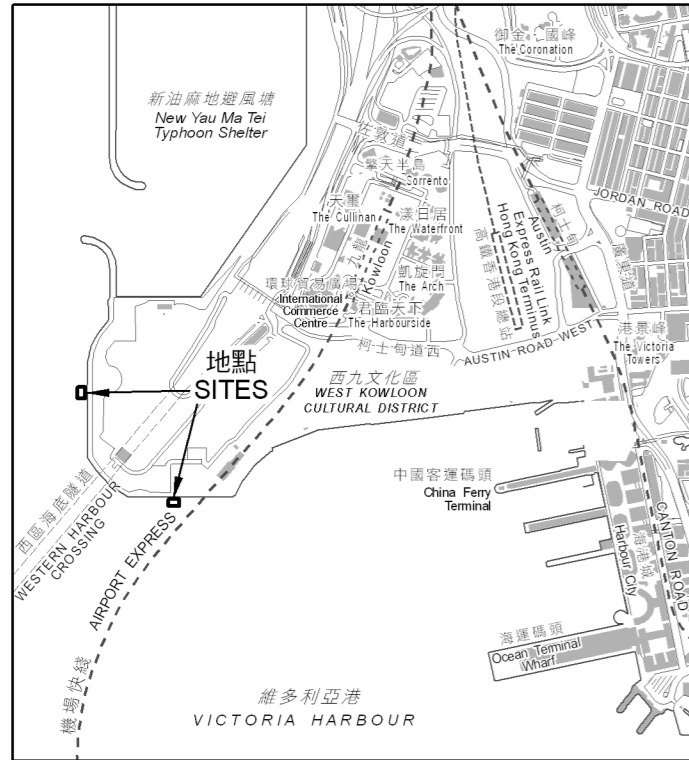 御金．國峰
The Coronation
新油麻地避風塘
New Yau Ma Tei
Typhoon Shelter
佐敦道
擎天半島
Sorrento
JORDAN ROAD
天璽
The Cullinan
漾日居
The Waterfront
九龍
Kowloon
柯士甸
Austin
Express Rail Link
Hong Kong Terminus
高鐵香港段總站
廣東道
凱旋門
The Arch
環球貿易廣場
International
Commerce
Centre
君臨天下
The Harbourside
柯士甸道西
AUSTIN ROAD WEST
港景峰
The Victoria
Towers
地點
SITES
西九文化區
WEST KOWLOON
CULTURAL DISTRICT
西區海底隧道
WESTERN HARBOUR
CROSSING
中國客運碼頭
China Ferry
Terminal
海港城
Harbour City
CANTON ROAD
機場快綫
AIRPORT EXPRESS
海運碼頭
Ocean Terminal
Wharf
維多利亞港
VICTORIA HARBOUR